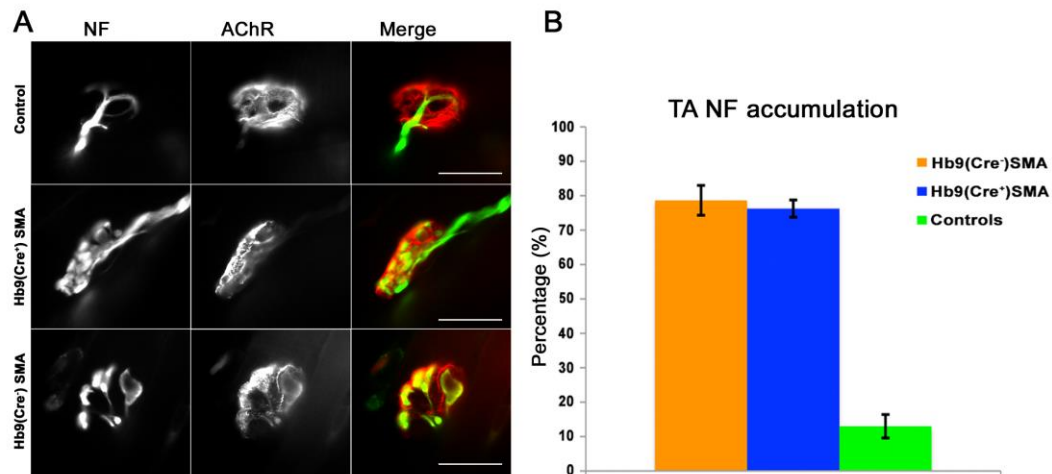 A
NF AChR Merge
Control
Hb9(Cre⁺) SMA
Hb9(Cre⁻) SMA
B
TA NF accumulation
Percentage (%)
100
90
80
70
60
50
40
30
20
10
0
Hb9(Cre⁻)SMA
Hb9(Cre⁺)SMA
Controls